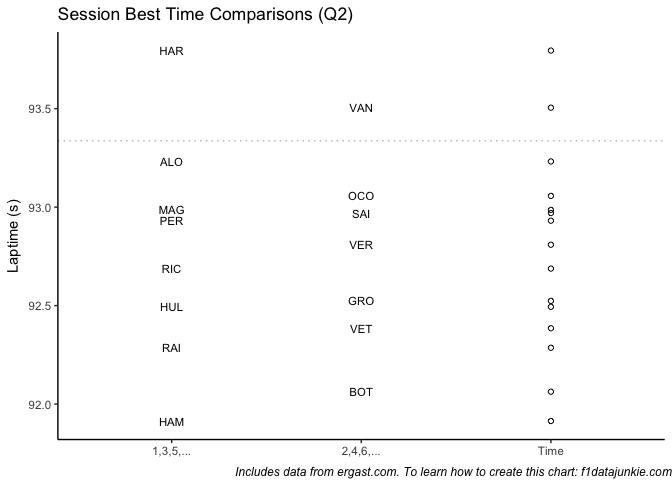 Session Best Time Comparisons (Q2)
HAR
93.5
VAN
ALO
OCO
MAG
SAI
93.0
PER
VER
RIC
92.5
GRO
HUL
VET
RAI
BOT
92.0
HAM
Laptime (s)
1,3,5,...
2,4,6,...
Time
Includes data from ergast.com. To learn how to create this chart: f1datajunkie.com